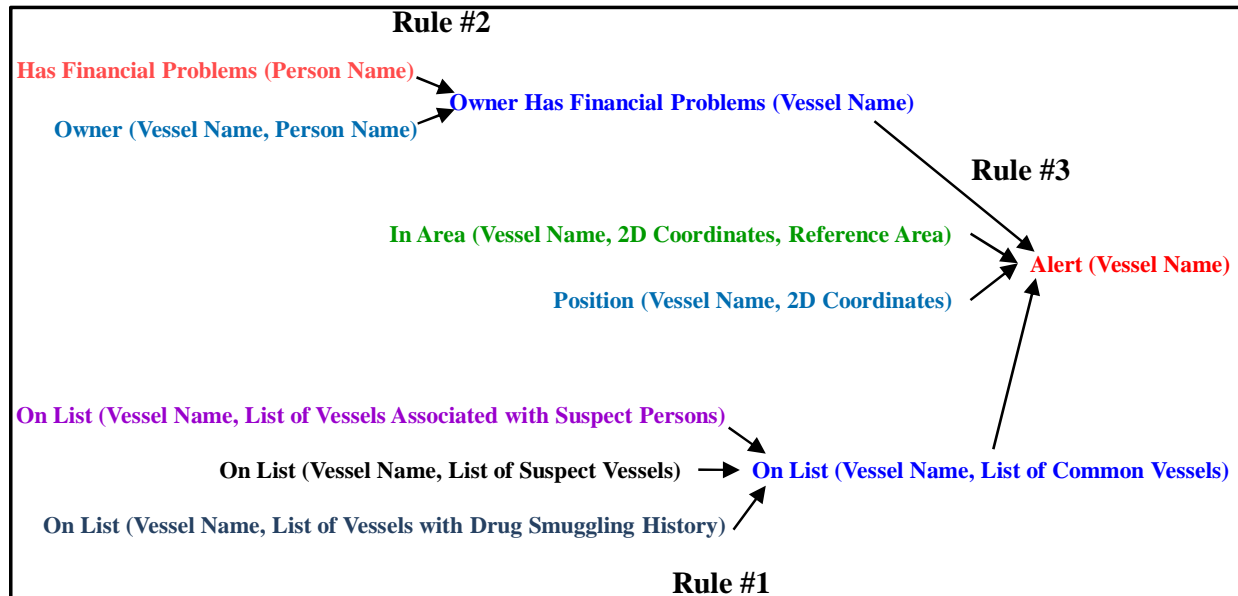 Rule #2
Has Financial Problems (Person Name)
Owner Has Financial Problems (Vessel Name)
Owner (Vessel Name, Person Name)
Rule #3
In Area (Vessel Name, 2D Coordinates, Reference Area)
Alert (Vessel Name)
Position (Vessel Name, 2D Coordinates)
On List (Vessel Name, List of Vessels Associated with Suspect Persons)
On List (Vessel Name, List of Suspect Vessels)
On List (Vessel Name, List of Common Vessels)
On List (Vessel Name, List of Vessels with Drug Smuggling History)
Rule #1